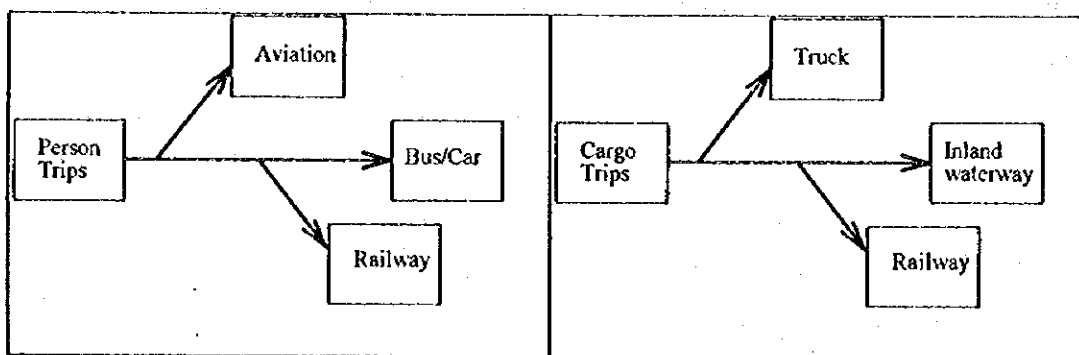 Aviation
Person
Trips
Bus/Car
Railway
Truck
Cargo
Trips
Inland
waterway
Railway